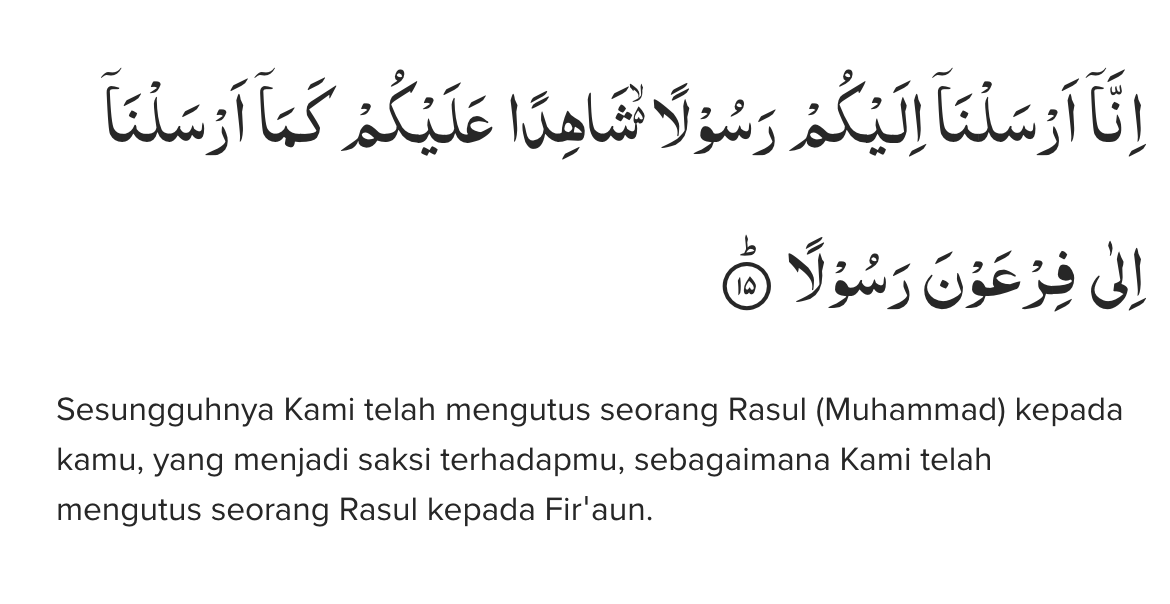 اِنَّآ اَرْسَلْنَآ اِلَيْكُمْ رَسُوْلًا ەۙ شَاهِدًا عَلَيْكُمْ كَمَآ اَرْسَلْنَآ
اِلٰى فِرْعَوْنَ رَسُوْلًا ۗ ١٥
Sesungguhnya Kami telah mengutus seorang Rasul (Muhammad) kepada
kamu, yang menjadi saksi terhadapmu, sebagaimana Kami telah
mengutus seorang Rasul kepada Fir'aun.